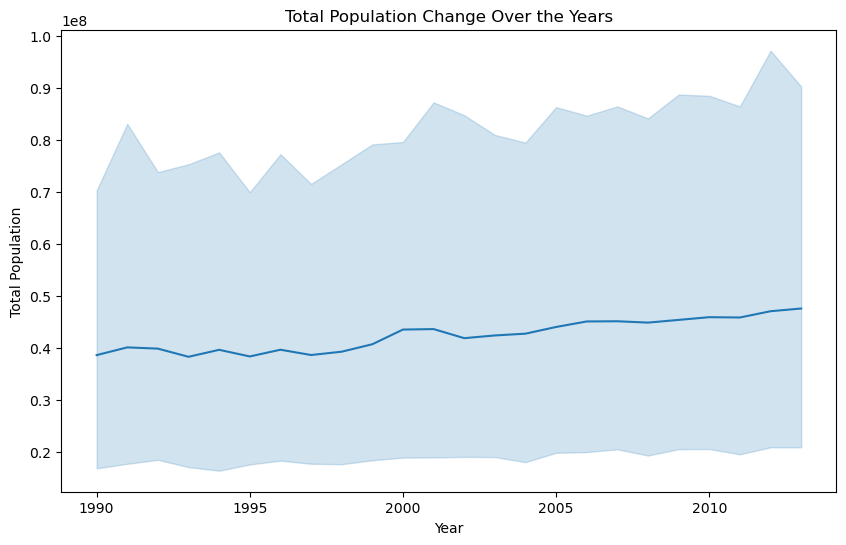 Total Population Change Over the Years
1e8
1.0
0.9
0.8
0.7
0.6
0.5
0.4
0.3
0.2
Total Population
1990 1995 2000 2005 2010
Year